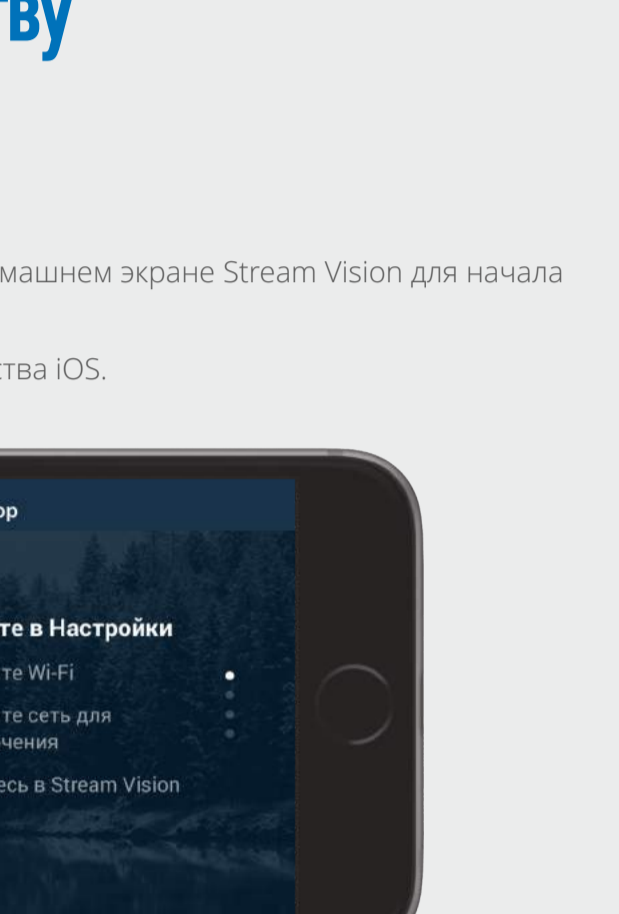 тву
машнем экране Stream Vision для начала
тва iOS.
ор
те в Настройки
те Wi-Fi
те сеть для
чения
есь в Stream Vision